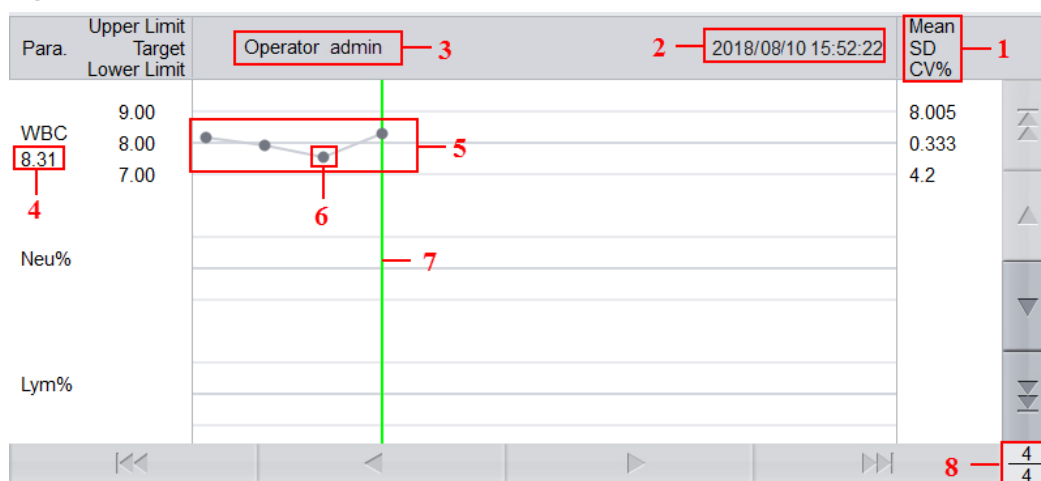 Para.
Upper Limit
Target
Lower Limit
Operator admin
3
2
2018/08/10 15:52:22
Mean
SD
CV%
1
WBC
8.31
4
9.00
8.00
7.00
5
6
8.005
0.333
4.2
7
Neu%
Lym%
8
4
4